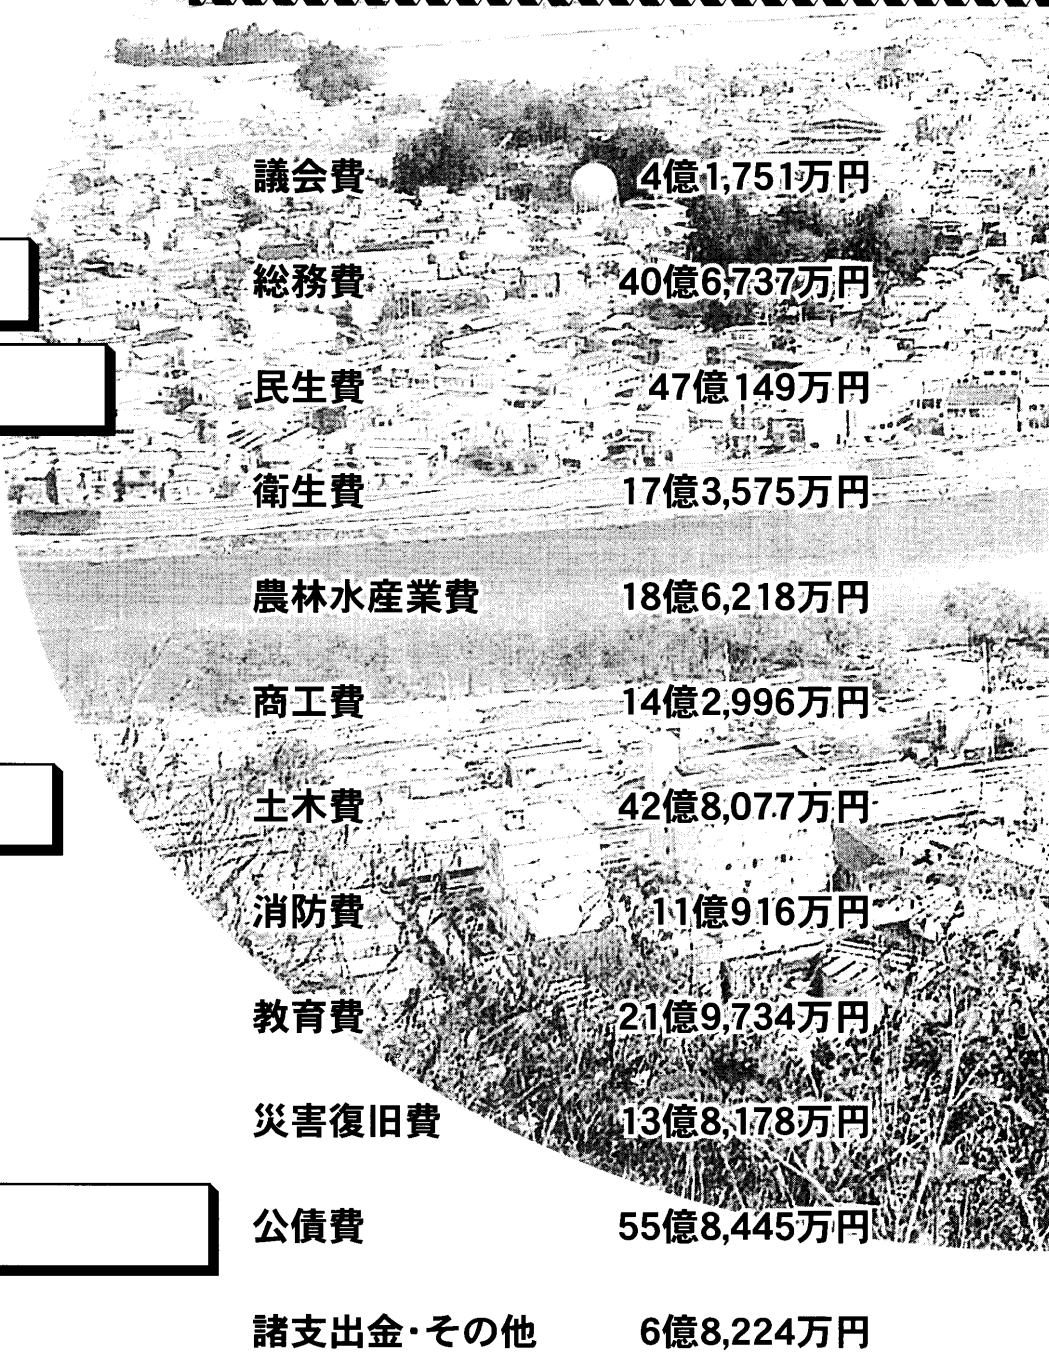 議会費 4億1,751万円
総務費 40億6,737万円
民生費 47億149万円
衛生費 17億3,575万円
農林水産業費 18億6,218万円
商工費 14億2,996万円
土木費 42億8,077万円
消防費 11億916万円
教育費 21億9,734万円
災害復旧費 13億8,178万円
公債費 55億8,445万円
諸支出金・その他 6億8,224万円